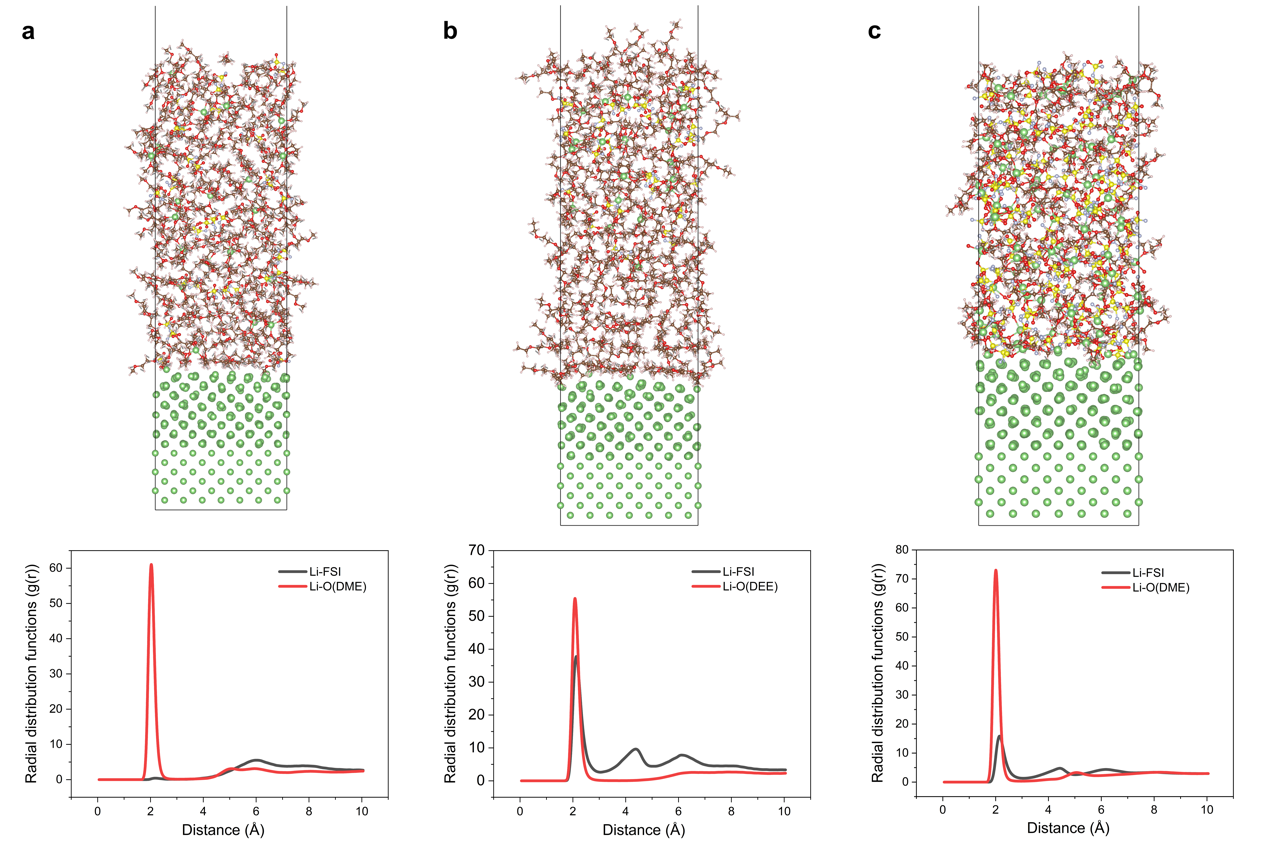 a
b
c
Radial distribution functions (g(r))
60
50
40
30
20
10
0
0
2
4
6
8
10
Distance (Å)
Li-FSI
Li-O(DME)
Radial distribution functions (g(r))
70
60
50
40
30
20
10
0
0
2
4
6
8
10
Distance (Å)
Li-FSI
Li-O(DEE)
Radial distribution functions (g(r))
80
70
60
50
40
30
20
10
0
0
2
4
6
8
10
Distance (Å)
Li-FSI
Li-O(DME)